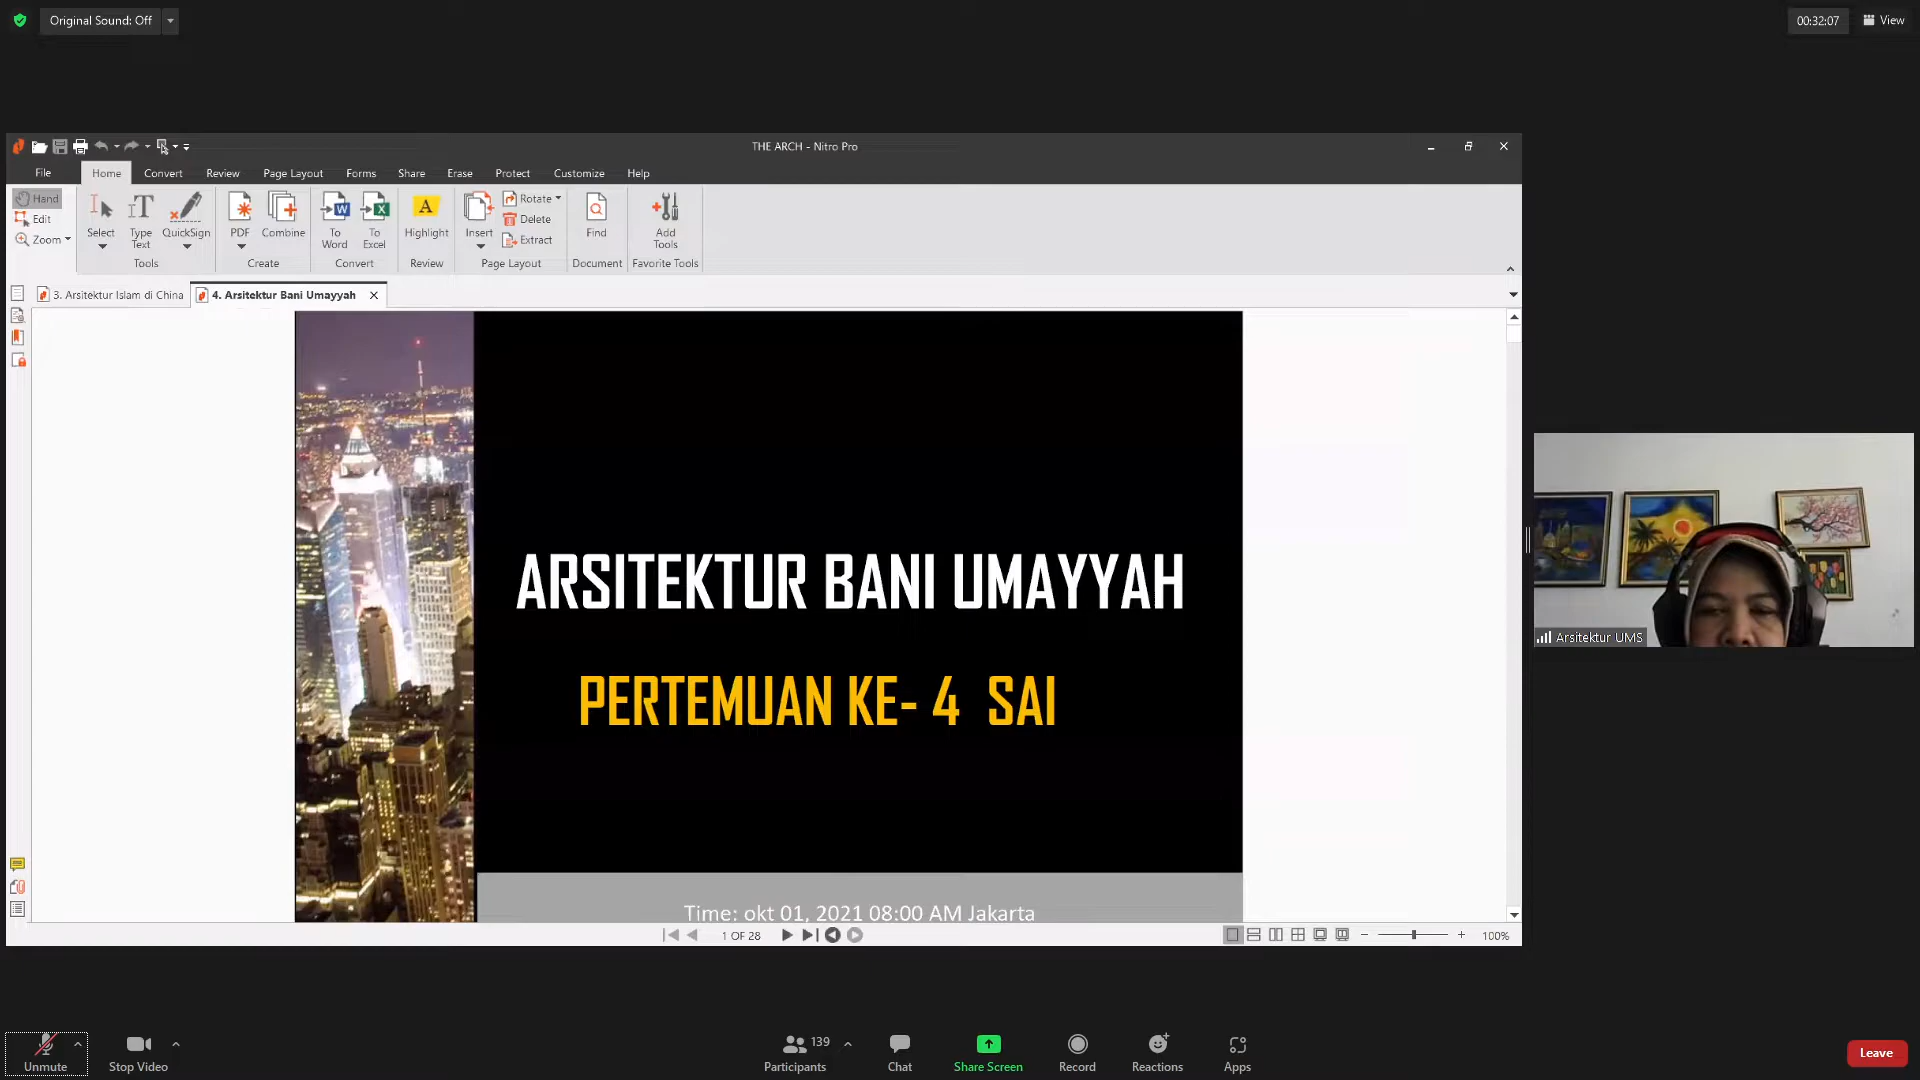 Original Sound: Off
00:32:07
View
THE ARCH - Nitro Pro
File
Home
Convert
Review
Page Layout
Forms
Share
Erase
Protect
Customize
Help
Hand
Edit
Zoom
Select
Type
Text
QuickSign
Tools
PDF
Combine
Create
To
Word
To
Excel
Convert
Highlight
Review
Insert
Rotate
Delete
Extract
Page Layout
Find
Document
Add
Tools
Favorite Tools
3. Arsitektur Islam di China
4. Arsitektur Bani Umayyah
ARSITEKTUR BANI UMAYYAH
PERTEMUAN KE- 4 SAI
Time: okt 01, 2021 08:00 AM Jakarta
1 OF 28
100%
Arsitektur UMS
Unmute
Stop Video
Participants
139
Chat
Share Screen
Record
Reactions
Apps
Leave